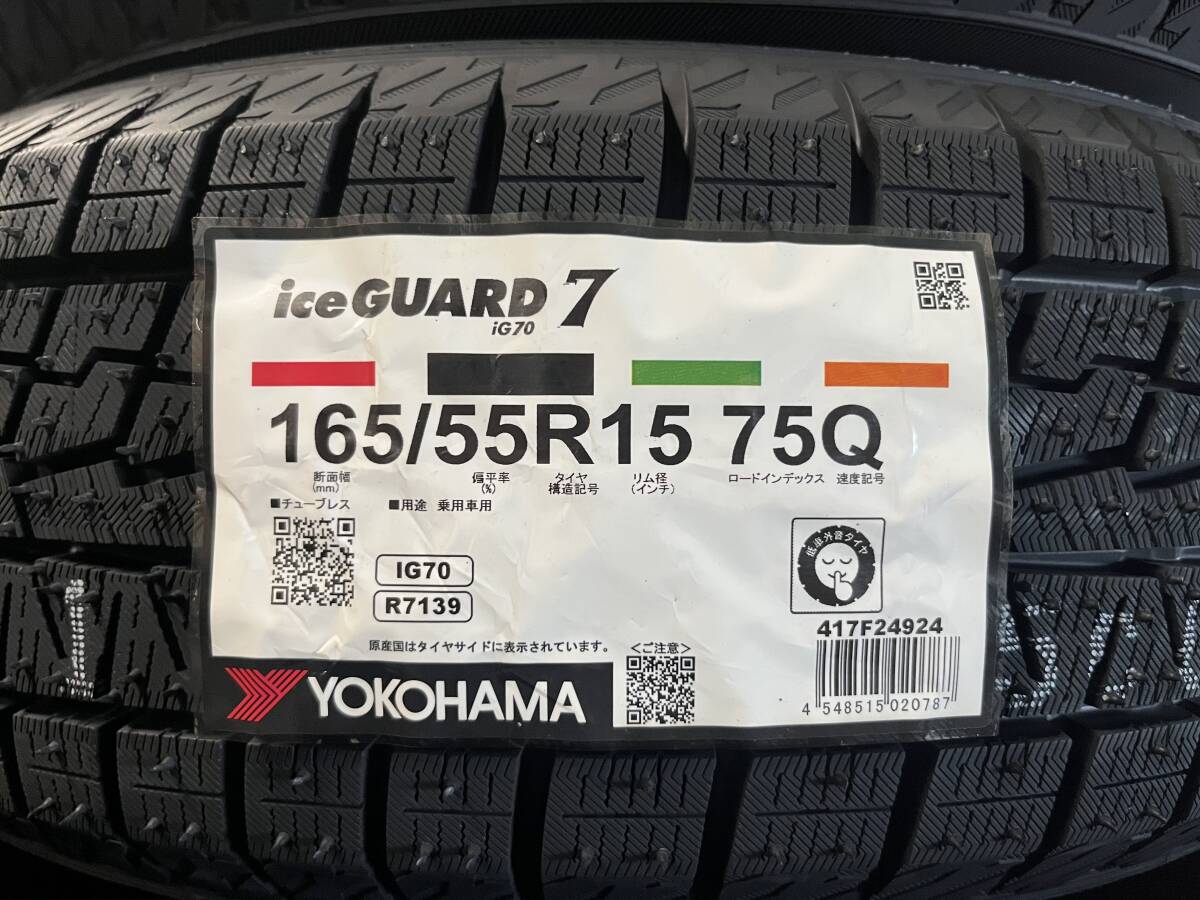 iceGUARD 7
iG70
165/55R15 75Q
断面幅 偏平率 タイヤ リム径 ロードインデックス 速度記号
(mm) (%) 構造記号 (インチ)
■チューブレス ■用途 乗用車用
低車外音タイヤ
IG70
R7139
417F24924
原産国はタイヤサイドに表示されています。
<ご注意>
YOKOHAMA
4 548515 020787